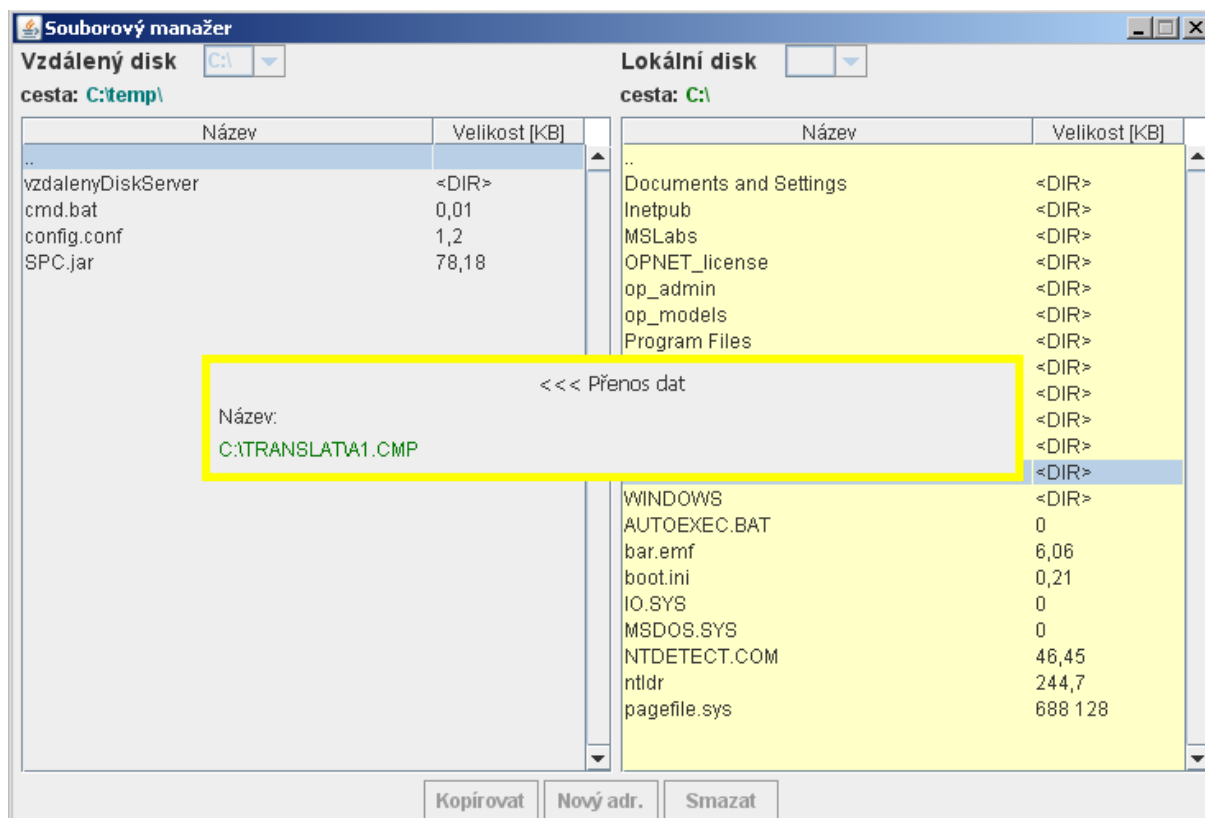 Souborový manažer
Vzdálený disk C:\
cesta: C:\temp\
Název Velikost [KB]
..
vzdalenyDiskServer <DIR>
cmd.bat 0,01
config.conf 1,2
SPC.jar 78,18
Lokální disk
cesta: C:\
Název Velikost [KB]
..
Documents and Settings <DIR>
Inetpub <DIR>
MSLabs <DIR>
OPNET_license <DIR>
op_admin <DIR>
op_models <DIR>
Program Files <DIR>
<DIR>
<DIR>
<DIR>
<DIR>
<DIR>
WINDOWS <DIR>
AUTOEXEC.BAT 0
bar.emf 6,06
boot.ini 0,21
IO.SYS 0
MSDOS.SYS 0
NTDETECT.COM 46,45
ntldr 244,7
pagefile.sys 688 128
<<< Přenos dat
Název:
C:\TRANSLAT\A1.CMP
Kopírovat Nový adr. Smazat